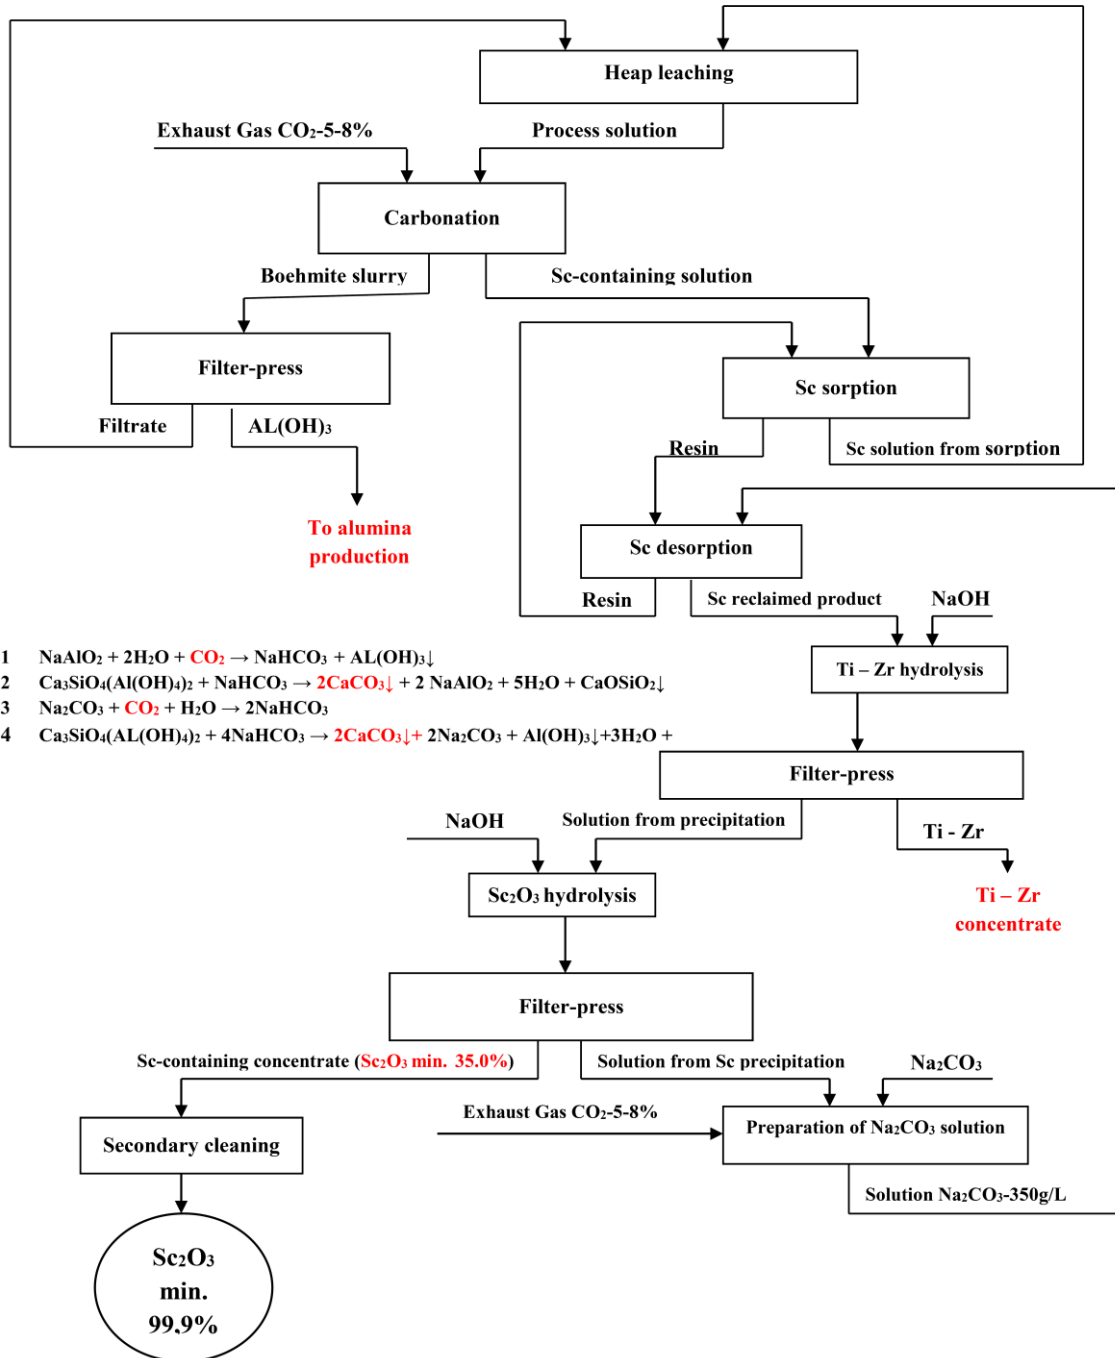 Heap leaching
Exhaust Gas CO₂-5-8%
Process solution
Carbonation
Boehmite slurry
Sc-containing solution
Filter-press
Sc sorption
Filtrate
AL(OH)₃
Resin
Sc solution from sorption
To alumina
production
Sc desorption
Resin
Sc reclaimed product
NaOH
1 NaAlO₂ + 2H₂O + CO₂ → NaHCO₃ + AL(OH)₃↓
2 Ca₃SiO₄(Al(OH)₄)₂ + NaHCO₃ → 2CaCO₃↓ + 2 NaAlO₂ + 5H₂O + CaOSiO₂↓
3 Na₂CO₃ + CO₂ + H₂O → 2NaHCO₃
4 Ca₃SiO₄(AL(OH)₄)₂ + 4NaHCO₃ → 2CaCO₃↓+ 2Na₂CO₃ + Al(OH)₃↓+3H₂O +
Ti – Zr hydrolysis
Filter-press
NaOH
Solution from precipitation
Ti - Zr
Sc₂O₃ hydrolysis
Ti – Zr
concentrate
Filter-press
Sc-containing concentrate (Sc₂O₃ min. 35.0%)
Solution from Sc precipitation
Na₂CO₃
Exhaust Gas CO₂-5-8%
Secondary cleaning
Preparation of Na₂CO₃ solution
Solution Na₂CO₃-350g/L
Sc₂O₃
min.
99,9%